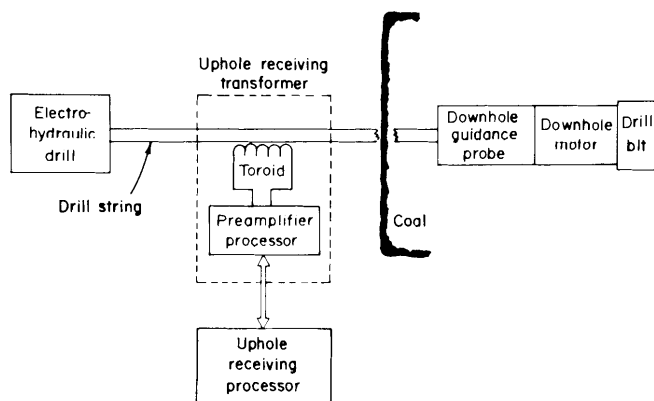 Uphole receiving
transformer
Electro-
hydraulic
drill
Toroid
Drill string
Preamplifier
processor
Coal
Downhole
guidance
probe
Downhole
motor
Drill
bit
Uphole
receiving
processor